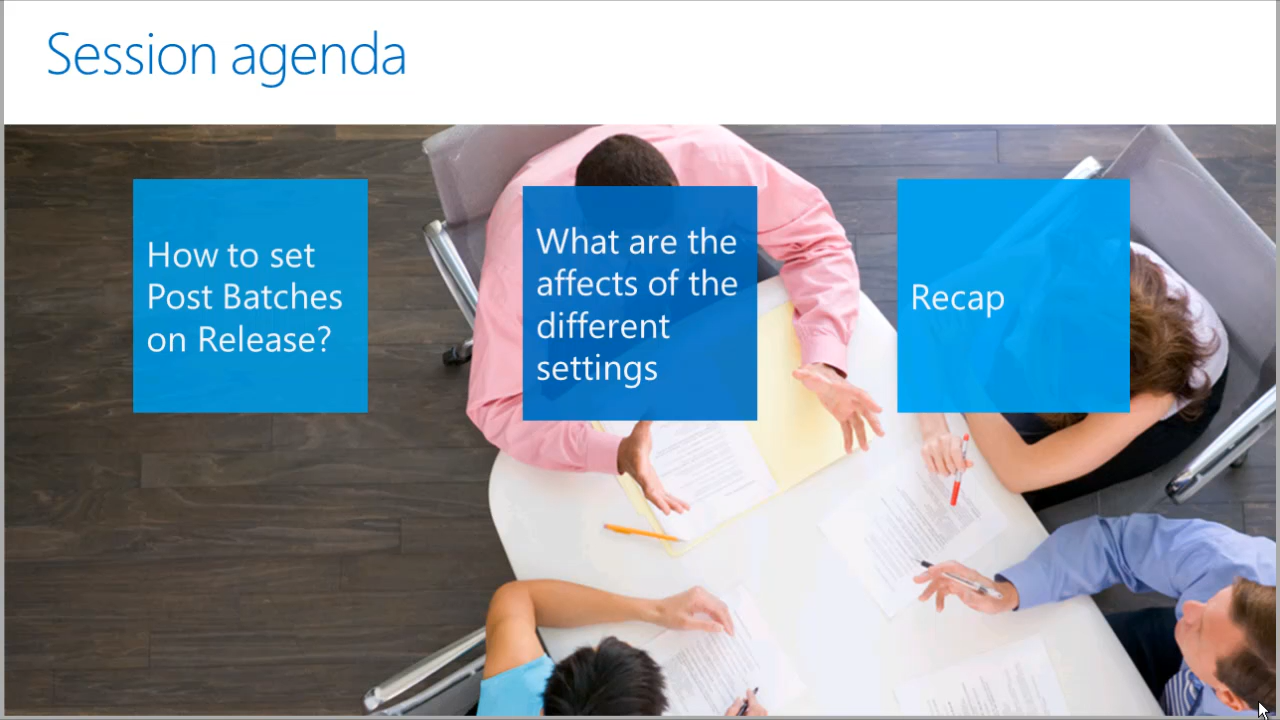 Session agenda
How to set
Post Batches
on Release?
What are the
affects of the
different
settings
Recap